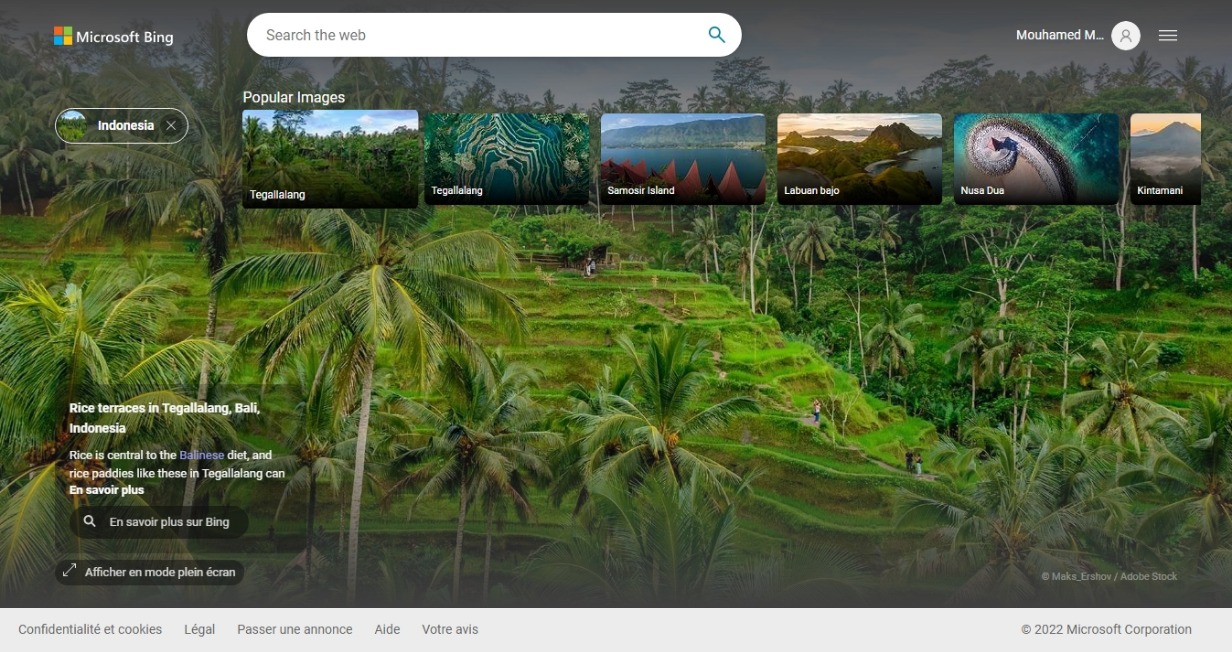 Microsoft Bing
Search the web
Mouhamed M...
Indonesia
Popular Images
Tegallalang
Tegallalang
Samosir Island
Labuan bajo
Nusa Dua
Kintamani
Rice terraces in Tegallalang, Bali,
Indonesia
Rice is central to the Balinese diet, and
rice paddies like these in Tegallalang can
En savoir plus
En savoir plus sur Bing
Afficher en mode plein écran
© Maks_Ershov / Adobe Stock
Confidentialité et cookies
Légal
Passer une annonce
Aide
Votre avis
© 2022 Microsoft Corporation